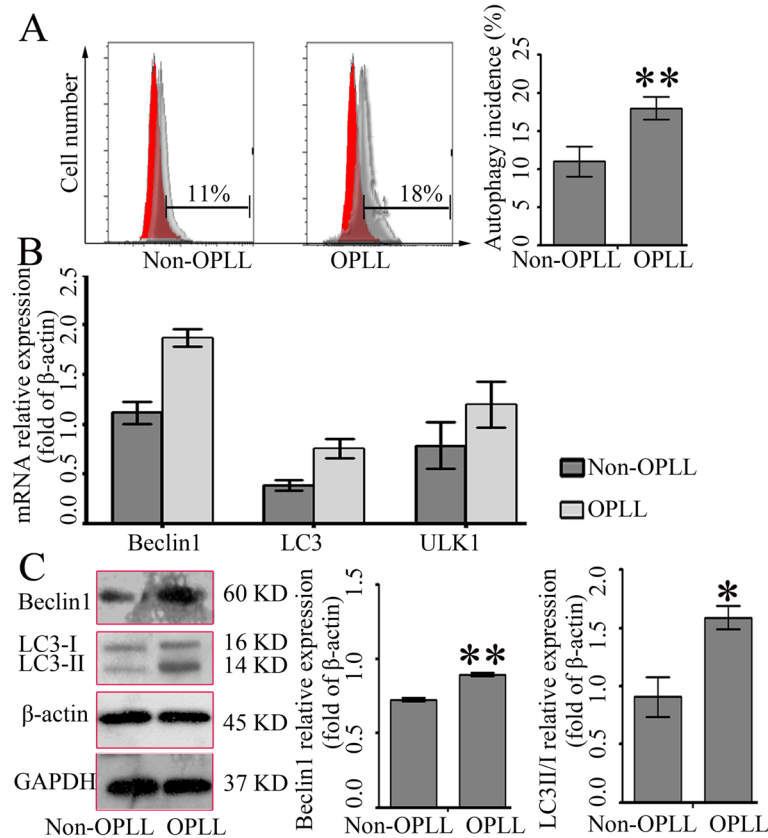 A
Cell number
11%
18%
Non-OPLL
OPLL
Autophagy incidence (%)
25
20
15
10
5
0
**
Non-OPLL
OPLL
B
mRNA relative expression
(fold of β-actin)
2.5
2.0
1.5
1.0
0.5
0.0
Beclin1
LC3
ULK1
Non-OPLL
OPLL
C
Beclin1
60 KD
LC3-I
16 KD
LC3-II
14 KD
β-actin
45 KD
GAPDH
37 KD
Non-OPLL
OPLL
Beclin1 relative expression
(fold of β-actin)
1.5
1.0
0.5
0.0
**
Non-OPLL
OPLL
LC3II/I relative expression
(fold of β-actin)
2.0
1.5
1.0
0.5
0.0
*
Non-OPLL
OPLL